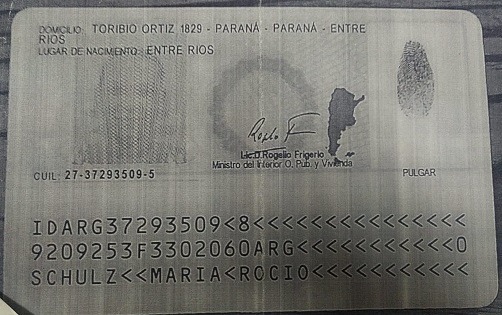 DOMICILIO: TORIBIO ORTIZ 1829 - PARANÁ - PARANÁ - ENTRE
RIOS
LUGAR DE NACIMIENTO: ENTRE RIOS
Lic.D.Rogelio Frigerio
Ministro del Interior O. Pub. y Vivienda
CUIL: 27-37293509-5
PULGAR
IDARG37293509<8<<<<<<<<<<<<<<<
9209253F3302060ARG<<<<<<<<<<<0
SCHULZ<<MARIA<ROCIO<<<<<<<<<<<